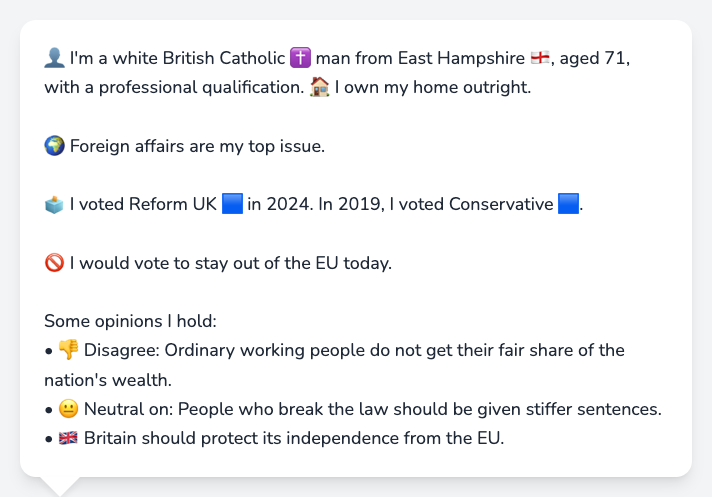 👤 I'm a white British Catholic ✝️ man from East Hampshire 🏴󠁧󠁢󠁥󠁮󠁧󠁿, aged 71,
with a professional qualification. 🏠 I own my home outright.
🌍 Foreign affairs are my top issue.
🗳️ I voted Reform UK 🟦 in 2024. In 2019, I voted Conservative 🟦.
🚫 I would vote to stay out of the EU today.
Some opinions I hold:
• 👎 Disagree: Ordinary working people do not get their fair share of the
nation's wealth.
• 😐 Neutral on: People who break the law should be given stiffer sentences.
• 🇬🇧 Britain should protect its independence from the EU.